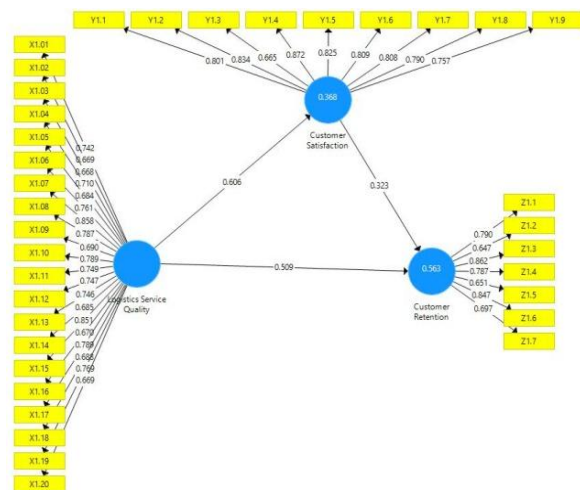 Y1.1 Y1.2 Y1.3 Y1.4 Y1.5 Y1.6 Y1.7 Y1.8 Y1.9
0.801 0.834 0.665 0.872 0.825 0.809 0.808 0.790 0.757
0.368
Customer
Satisfaction
X1.01
X1.02
X1.03
X1.04
X1.05
X1.06
X1.07
X1.08
X1.09
X1.10
X1.11
X1.12
X1.13
X1.14
X1.15
X1.16
X1.17
X1.18
X1.19
X1.20
0.742
0.669
0.668
0.710
0.684
0.761
0.858
0.787
0.690
0.789
0.749
0.747
0.746
0.685
0.851
0.670
0.789
0.688
0.769
0.669
Logistics Service
Quality
0.606
0.323
0.509
0.563
Customer
Retention
0.790
0.647
0.862
0.787
0.651
0.847
0.697
Z1.1
Z1.2
Z1.3
Z1.4
Z1.5
Z1.6
Z1.7